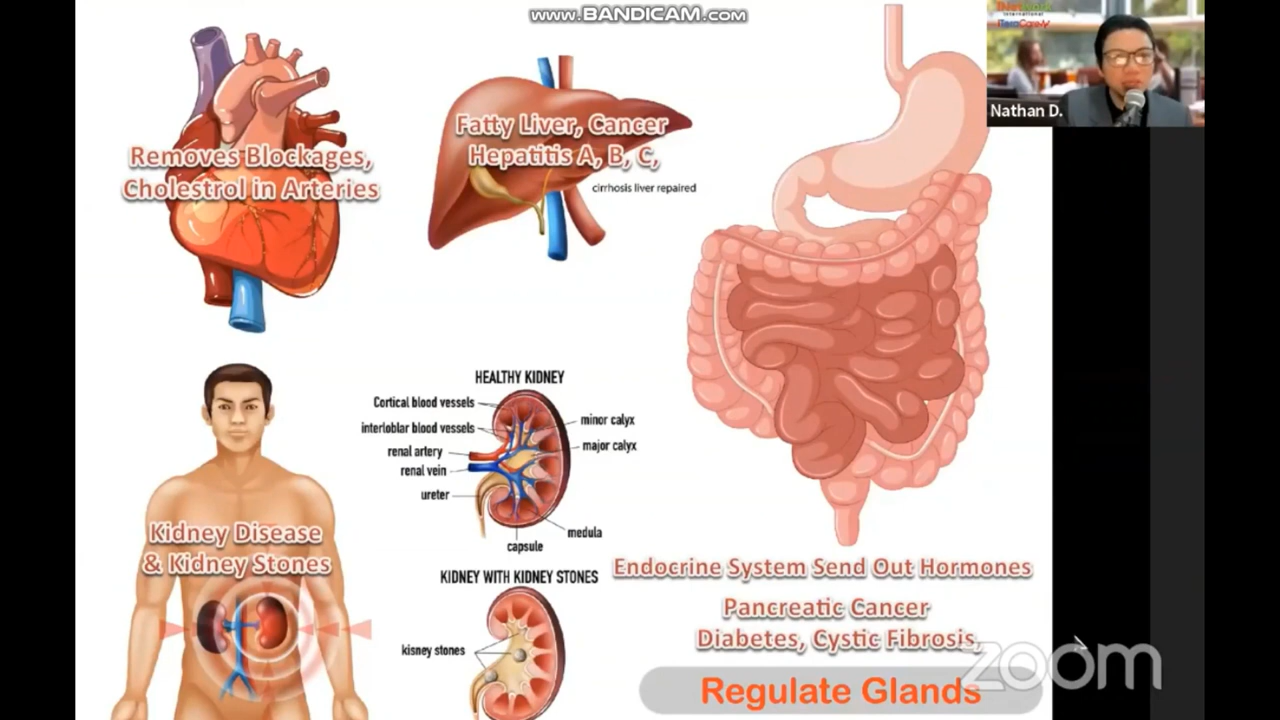 www.BANDICAM.com
iTeraCareMY
Nathan D.
Removes Blockages,
Cholestrol in Arteries
Fatty Liver, Cancer
Hepatitis A, B, C,
cirrhosis liver repaired
HEALTHY KIDNEY
Cortical blood vessels
interloblar blood vessels
renal artery
renal vein
ureter
minor calyx
major calyx
medula
capsule
Kidney Disease
& Kidney Stones
KIDNEY WITH KIDNEY STONES
kisney stones
Endocrine System Send Out Hormones
Pancreatic Cancer
Diabetes, Cystic Fibrosis,
Regulate Glands
zoom